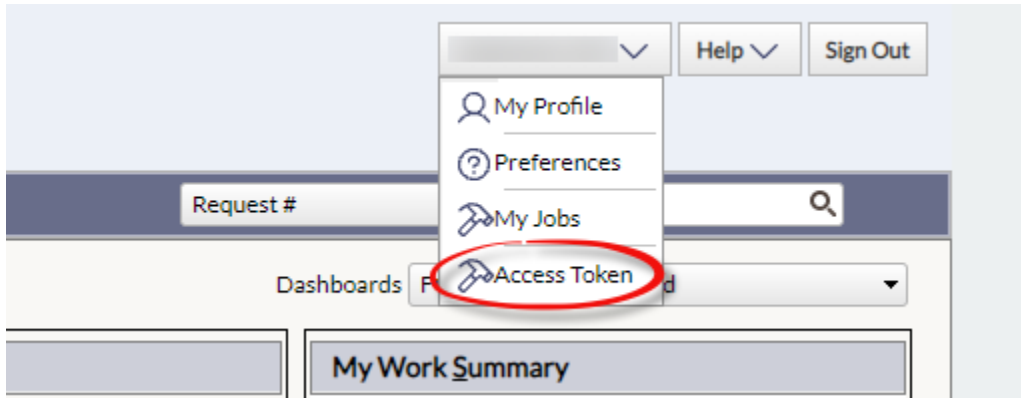 Help
Sign Out
My Profile
Preferences
My Jobs
Access Token
Request #
Dashboards
My Work Summary